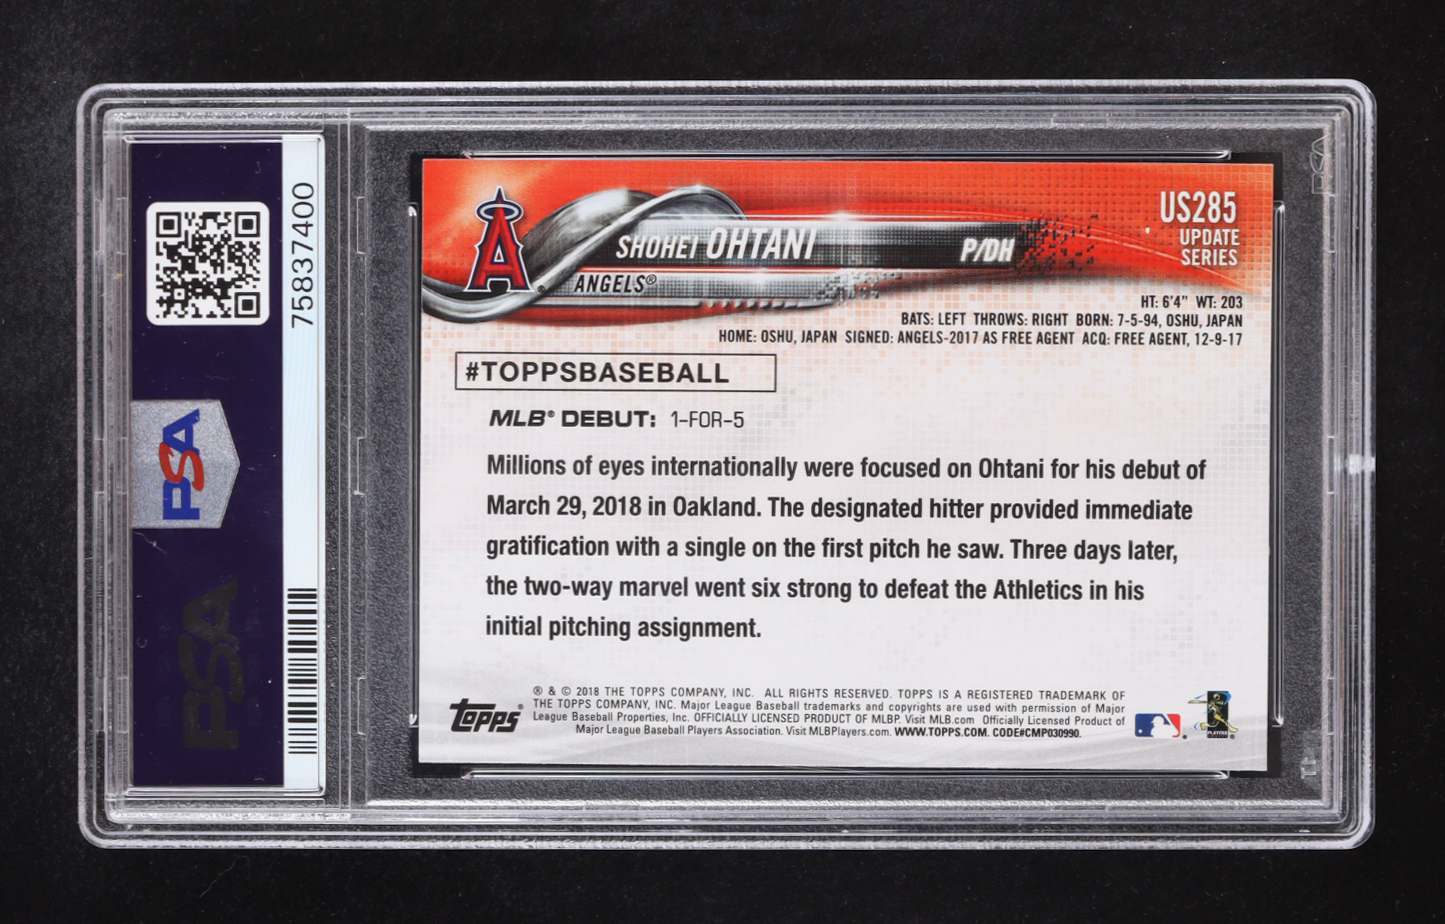 75837400
PSA
PSA
A
SHOHEI OHTANI
P/DH
ANGELS®
US285
UPDATE
SERIES
HT: 6'4" WT: 203
BATS: LEFT THROWS: RIGHT BORN: 7-5-94, OSHU, JAPAN
HOME: OSHU, JAPAN SIGNED: ANGELS-2017 AS FREE AGENT ACQ: FREE AGENT, 12-9-17
#TOPPSBASEBALL
MLB® DEBUT: 1-FOR-5
Millions of eyes internationally were focused on Ohtani for his debut of
March 29, 2018 in Oakland. The designated hitter provided immediate
gratification with a single on the first pitch he saw. Three days later,
the two-way marvel went six strong to defeat the Athletics in his
initial pitching assignment.
Topps®
® & © 2018 THE TOPPS COMPANY, INC. ALL RIGHTS RESERVED. TOPPS IS A REGISTERED TRADEMARK OF
THE TOPPS COMPANY, INC. Major League Baseball trademarks and copyrights are used with permission of Major
League Baseball Properties, Inc. OFFICIALLY LICENSED PRODUCT OF MLBP. Visit MLB.com Officially Licensed Product of
Major League Baseball Players Association. Visit MLBPlayers.com. WWW.TOPPS.COM. CODE#CMP030990.
PLAYERS
PSA